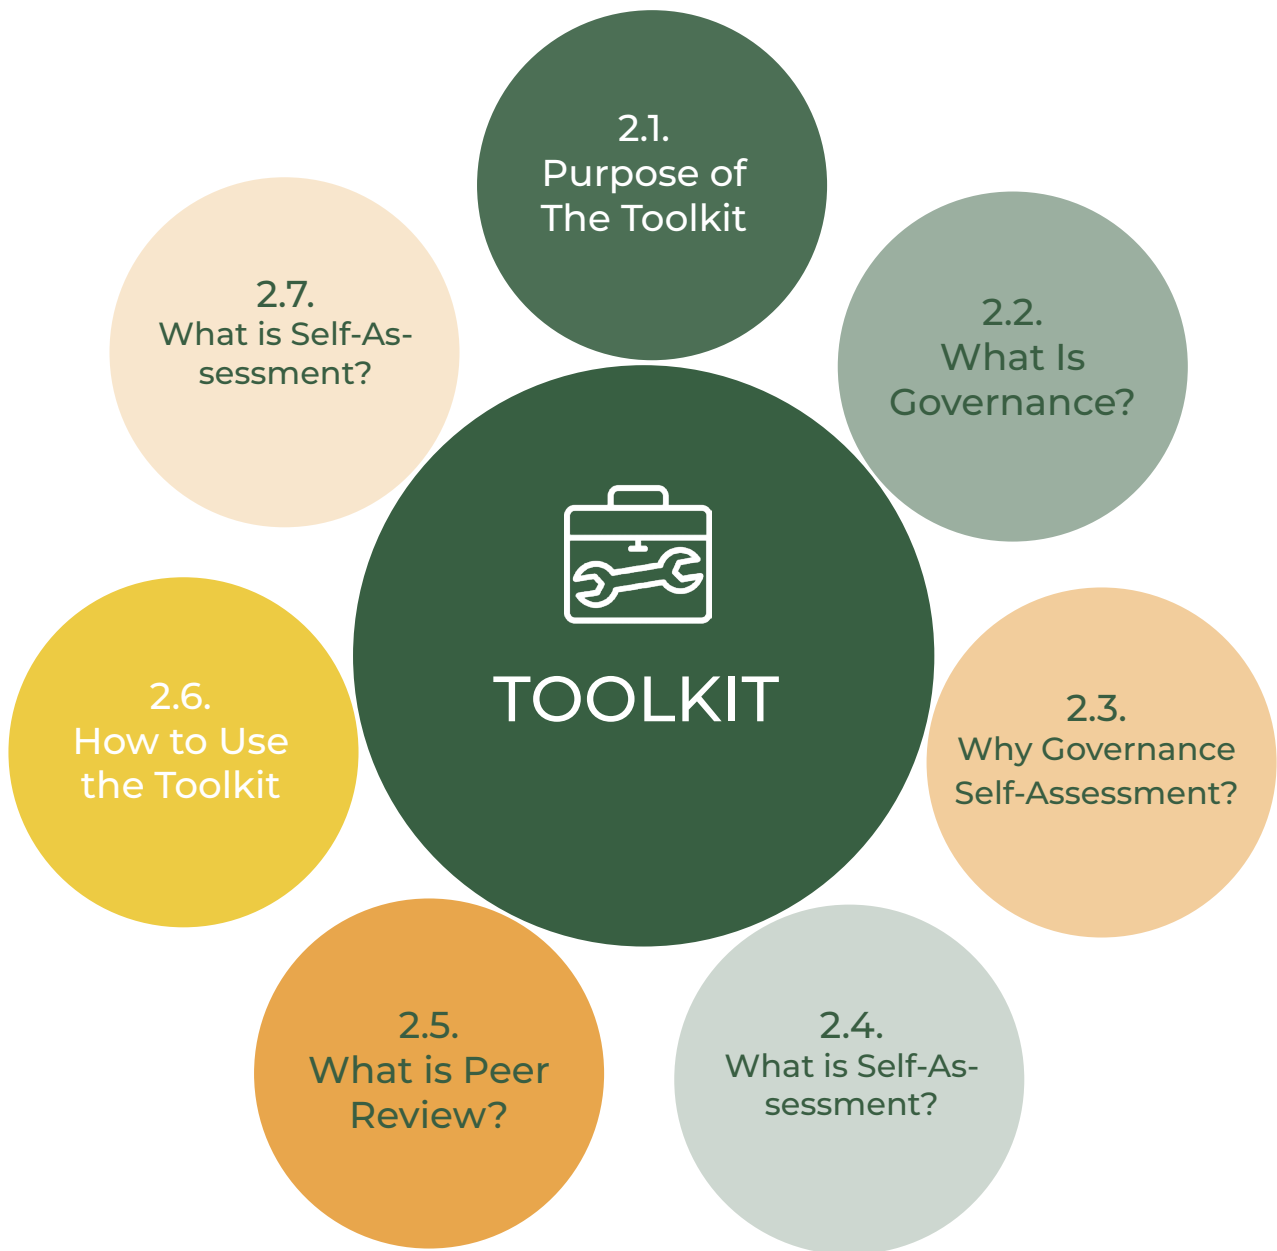 2.1.
Purpose of
The Toolkit
2.2.
What Is
Governance?
2.3.
Why Governance
Self-Assessment?
2.4.
What is Self-As-
sessment?
2.5.
What is Peer
Review?
2.6.
How to Use
the Toolkit
2.7.
What is Self-As-
sessment?
TOOLKIT